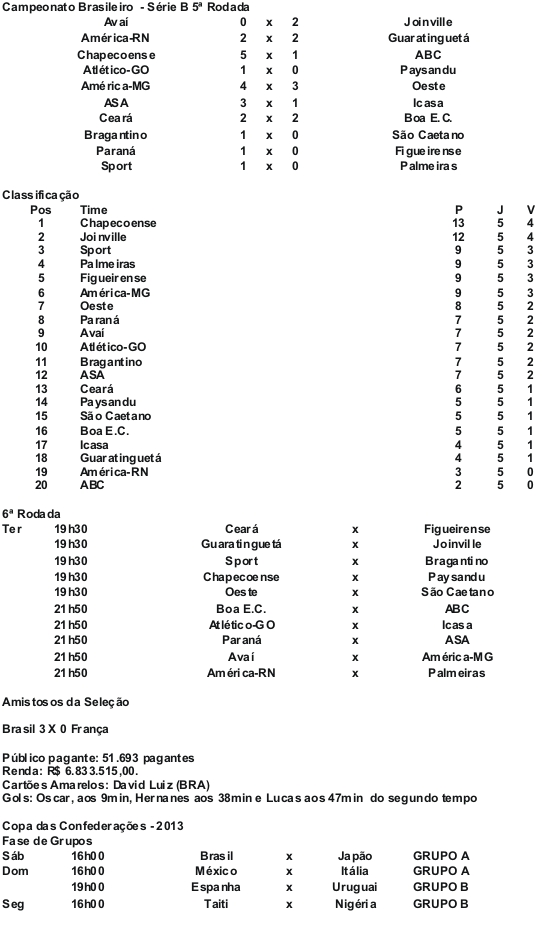 Campeonato Brasileiro - Série B 5ª Rodada
Avaí 0 x 2 Joinville
América-RN 2 x 2 Guaratinguetá
Chapecoense 5 x 1 ABC
Atlético-GO 1 x 0 Paysandu
América-MG 4 x 3 Oeste
ASA 3 x 1 Icasa
Ceará 2 x 2 Boa E.C.
Bragantino 1 x 0 São Caetano
Paraná 1 x 0 Figueirense
Sport 1 x 0 Palmeiras
Classificação
Pos Time P J V
1 Chapecoense 13 5 4
2 Joinville 12 5 4
3 Sport 9 5 3
4 Palmeiras 9 5 3
5 Figueirense 9 5 3
6 América-MG 9 5 3
7 Oeste 8 5 2
8 Paraná 7 5 2
9 Avaí 7 5 2
10 Atlético-GO 7 5 2
11 Bragantino 7 5 2
12 ASA 7 5 2
13 Ceará 6 5 1
14 Paysandu 5 5 1
15 São Caetano 5 5 1
16 Boa E.C. 5 5 1
17 Icasa 4 5 1
18 Guaratinguetá 4 5 1
19 América-RN 3 5 0
20 ABC 2 5 0
6ª Rodada
Ter 19h30 Ceará x Figueirense
19h30 Guaratinguetá x Joinville
19h30 Sport x Bragantino
19h30 Chapecoense x Paysandu
19h30 Oeste x São Caetano
21h50 Boa E.C. x ABC
21h50 Atlético-GO x Icasa
21h50 Paraná x ASA
21h50 Avaí x América-MG
21h50 América-RN x Palmeiras
Amistosos da Seleção
Brasil 3 X 0 França
Público pagante: 51.693 pagantes
Renda: R$ 6.833.515,00.
Cartões Amarelos: David Luiz (BRA)
Gols: Oscar, aos 9min, Hernanes aos 38min e Lucas aos 47min do segundo tempo
Copa das Confederações - 2013
Fase de Grupos
Sáb 16h00 Brasil x Japão GRUPO A
Dom 16h00 México x Itália GRUPO A
19h00 Espanha x Uruguai GRUPO B
Seg 16h00 Taiti x Nigéria GRUPO B